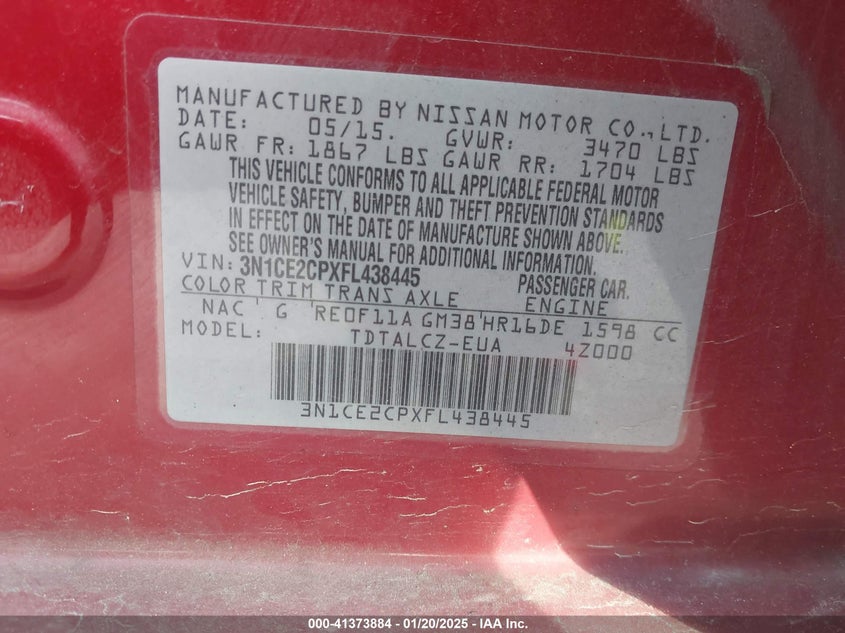 MANUFACTURED BY NISSAN MOTOR CO.,LTD.
DATE: 05/15. GVWR: 3470 LBS
GAWR FR: 1867 LBS GAWR RR: 1704 LBS
THIS VEHICLE CONFORMS TO ALL APPLICABLE FEDERAL MOTOR
VEHICLE SAFETY, BUMPER AND THEFT PREVENTION STANDARDS
IN EFFECT ON THE DATE OF MANUFACTURE SHOWN ABOVE.
SEE OWNER'S MANUAL FOR ADDITIONAL INFORMATION.
VIN: 3N1CE2CPXFL438445 PASSENGER CAR.
COLOR TRIM TRANS AXLE ENGINE
NAC ' G RE0F11A GM38'HR16DE 1598 CC
MODEL: TDTALCZ-EUA 4Z000
3N1CE2CPXFL438445
000-41373884 - 01/20/2025 - IAAI.com